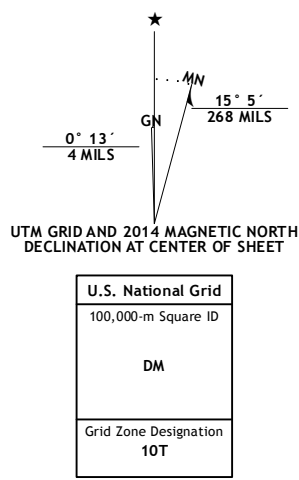 ★
MN
GN
15° 5´
268 MILS
0° 13´
4 MILS
UTM GRID AND 2014 MAGNETIC NORTH
DECLINATION AT CENTER OF SHEET
U.S. National Grid
100,000-m Square ID
DM
Grid Zone Designation
10T